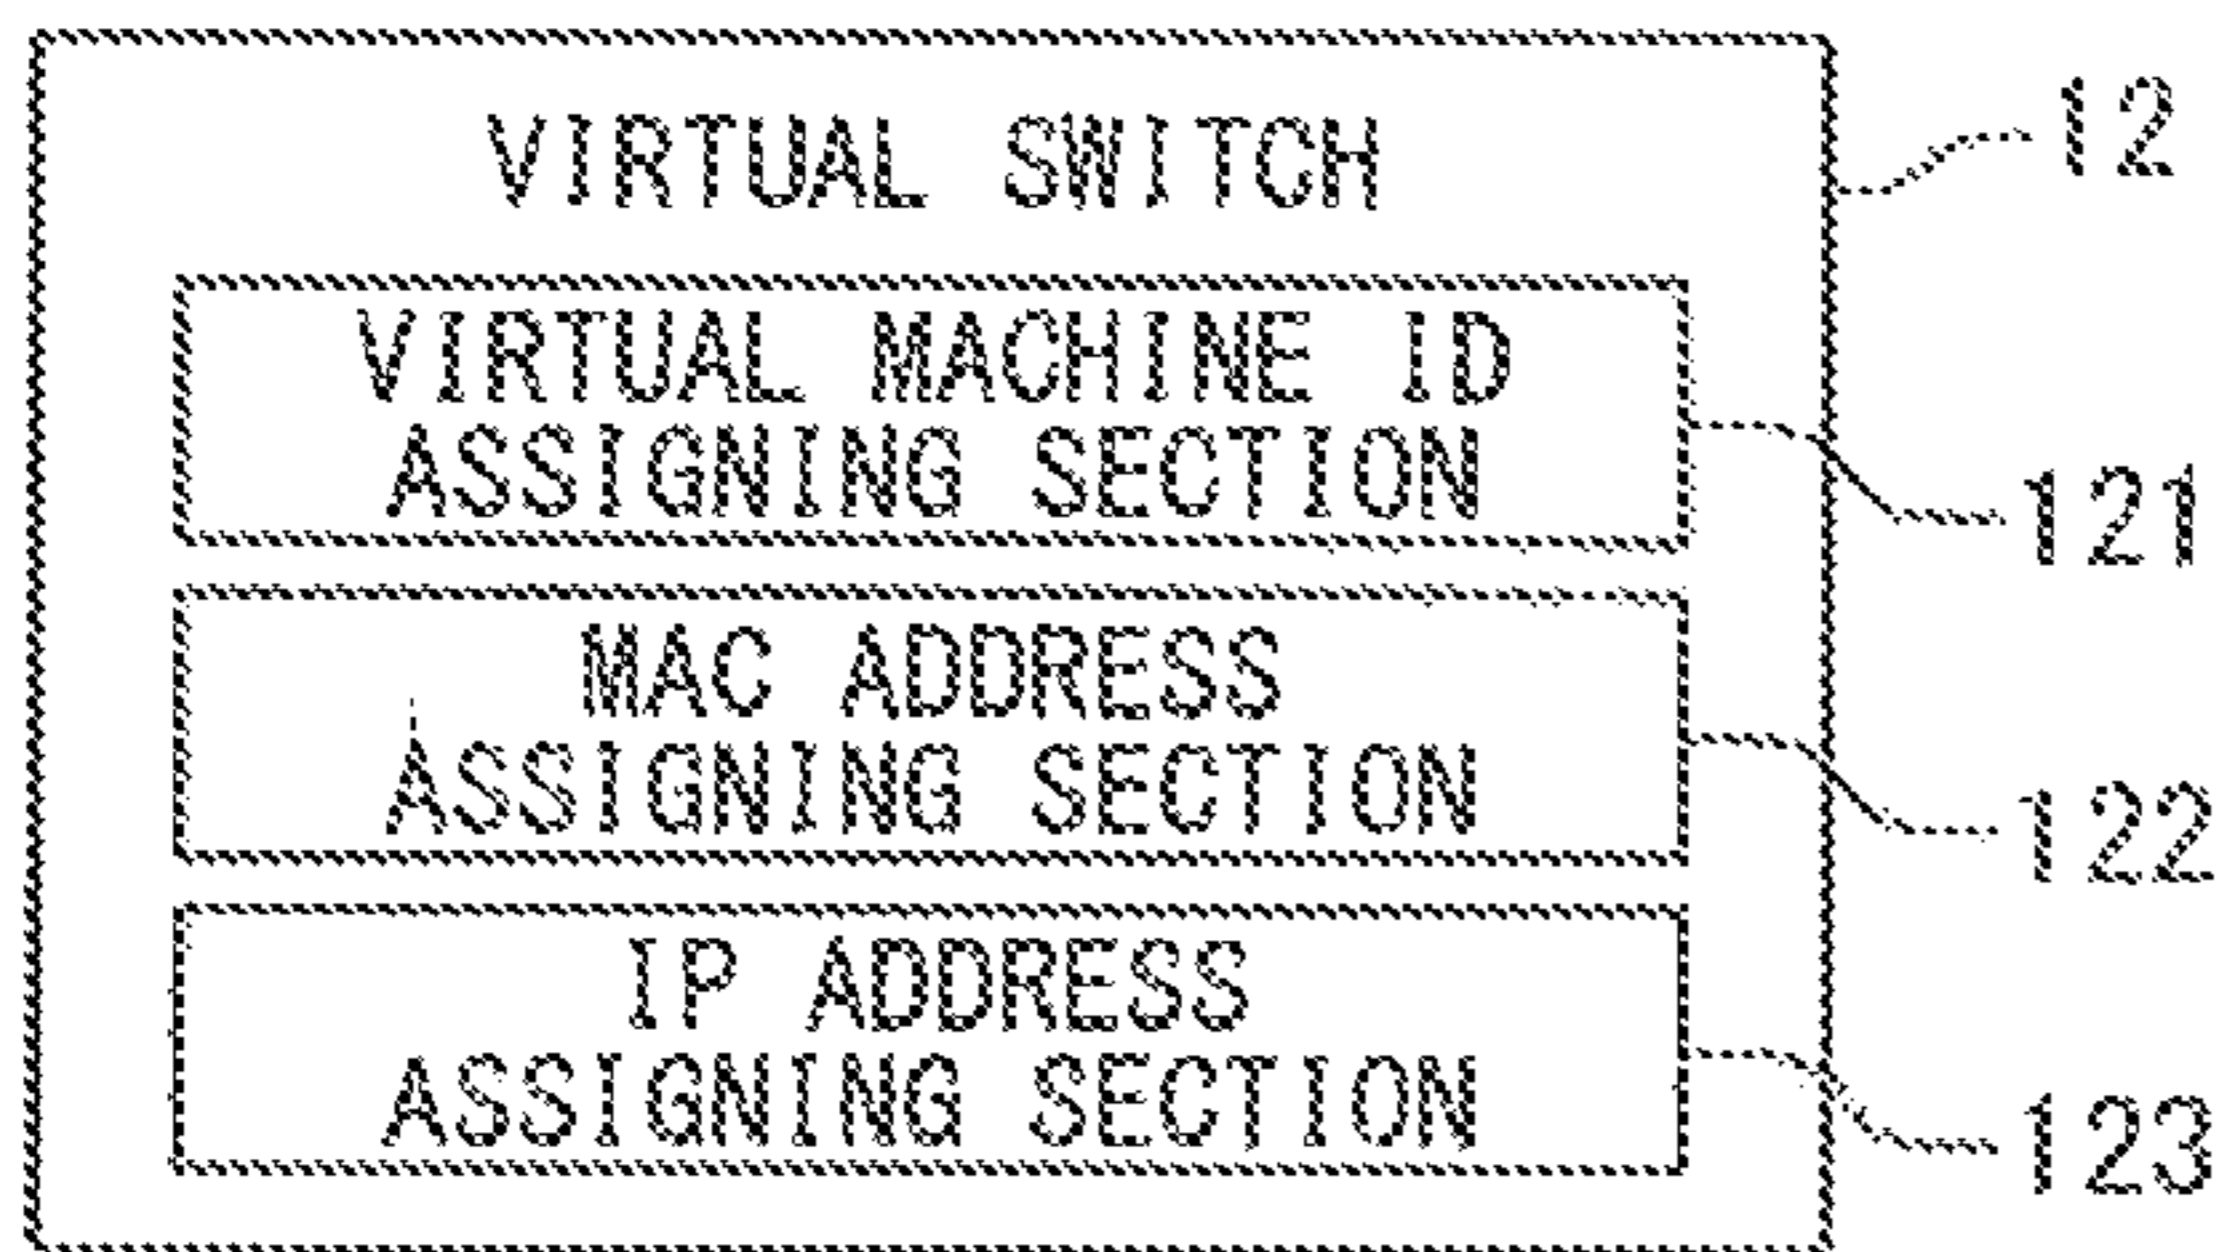 VIRTUAL SWITCH
12
VIRTUAL MACHINE ID
ASSIGNING SECTION
121
MAC ADDRESS
ASSIGNING SECTION
122
IP ADDRESS
ASSIGNING SECTION
123